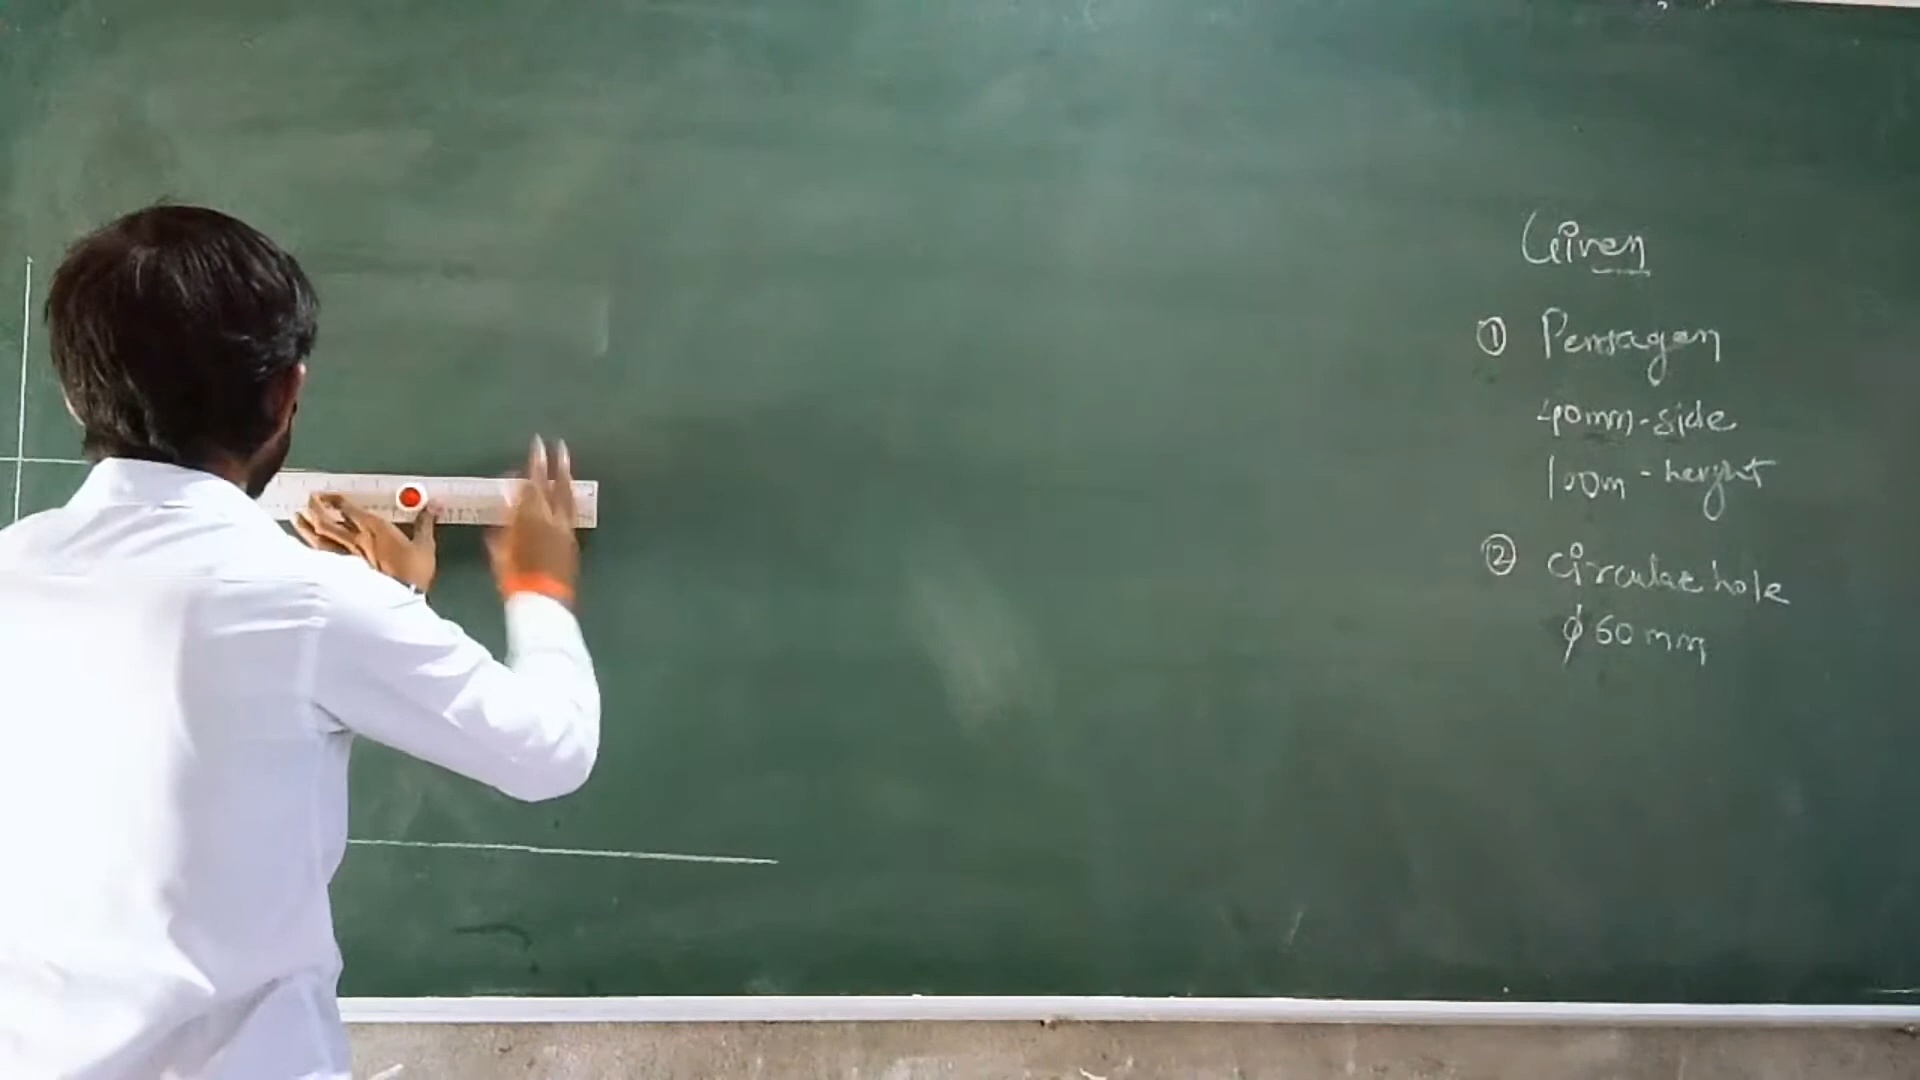 Given
① Pentagon
40mm-side
100m - height
② circular hole
ϕ 60 mm